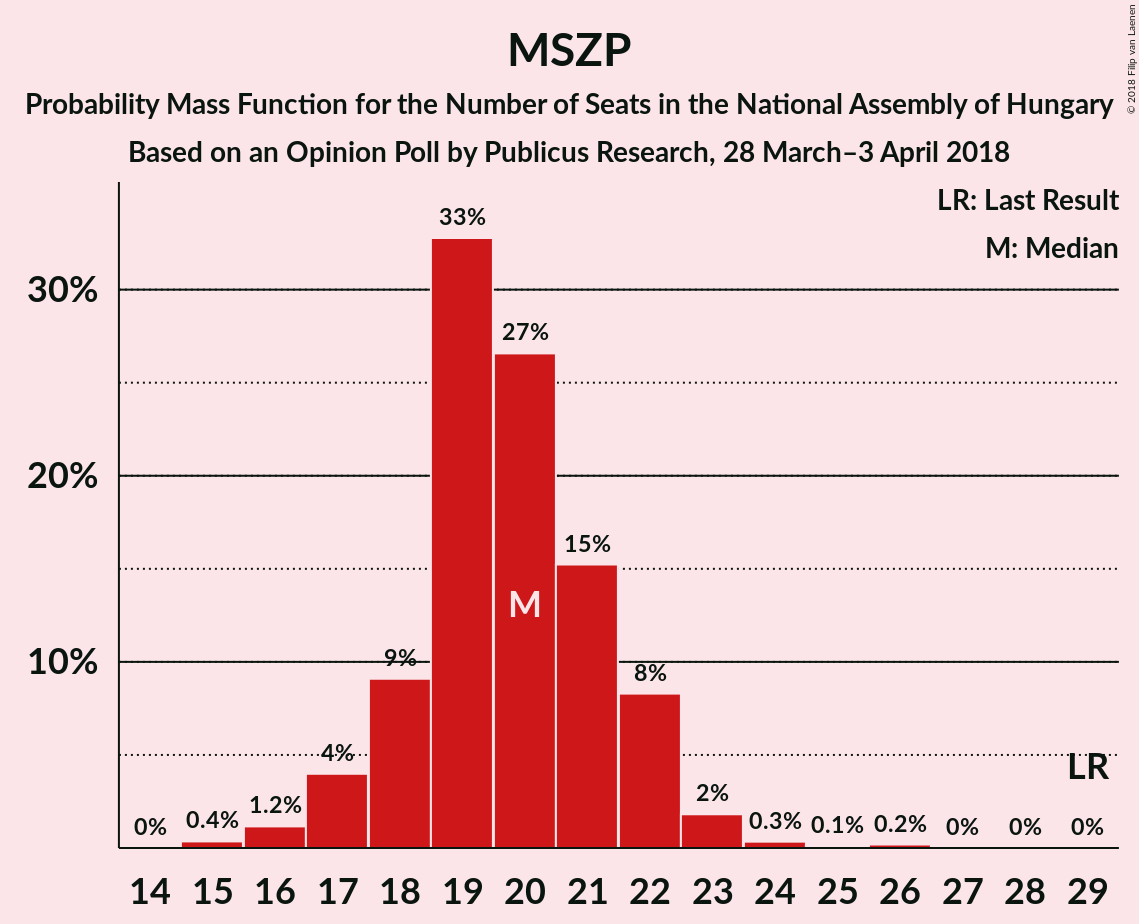 MSZP
Probability Mass Function for the Number of Seats in the National Assembly of Hungary
Based on an Opinion Poll by Publicus Research, 28 March–3 April 2018
© 2018 Filip van Laenen
LR: Last Result
M: Median
30%
20%
10%
0%
0.4%
1.2%
4%
9%
33%
27%
15%
8%
2%
0.3%
0.1%
0.2%
0%
0%
0%
M
LR
14 15 16 17 18 19 20 21 22 23 24 25 26 27 28 29